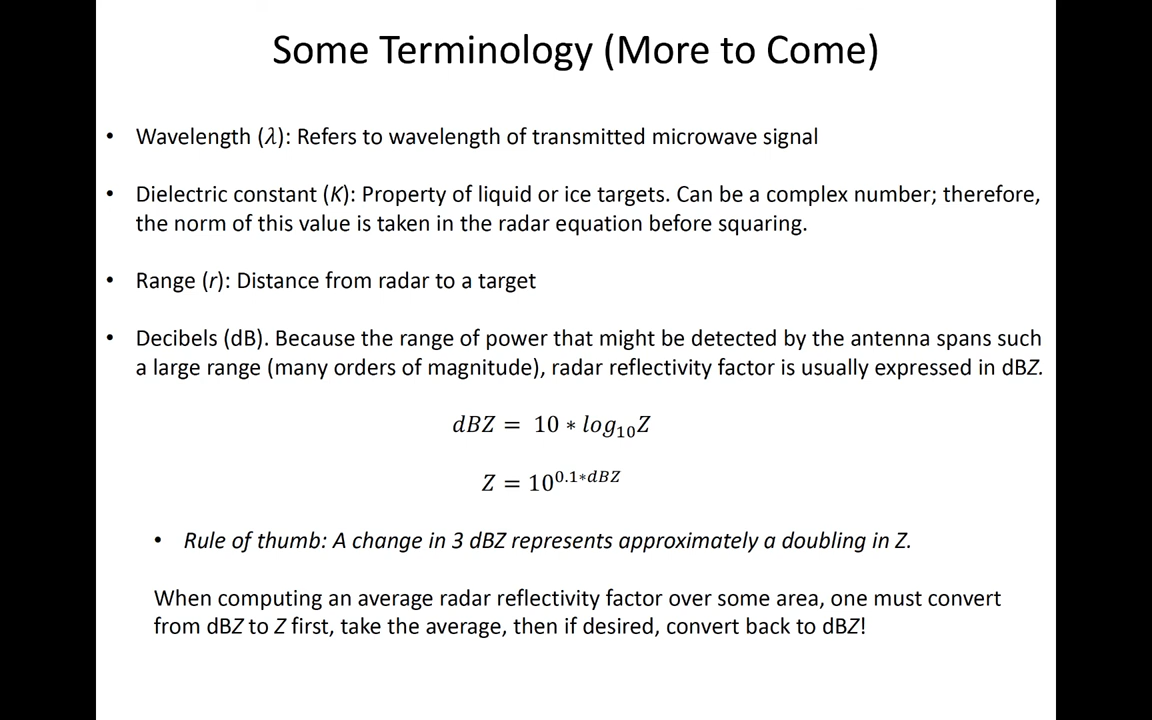 Some Terminology (More to Come)
• Wavelength (λ): Refers to wavelength of transmitted microwave signal
• Dielectric constant (K): Property of liquid or ice targets. Can be a complex number; therefore,
the norm of this value is taken in the radar equation before squaring.
• Range (r): Distance from radar to a target
• Decibels (dB). Because the range of power that might be detected by the antenna spans such
a large range (many orders of magnitude), radar reflectivity factor is usually expressed in dBZ.
dBZ = 10 ∗ log₁₀Z
Z = 10^{0.1∗dBZ}
• Rule of thumb: A change in 3 dBZ represents approximately a doubling in Z.
When computing an average radar reflectivity factor over some area, one must convert
from dBZ to Z first, take the average, then if desired, convert back to dBZ!